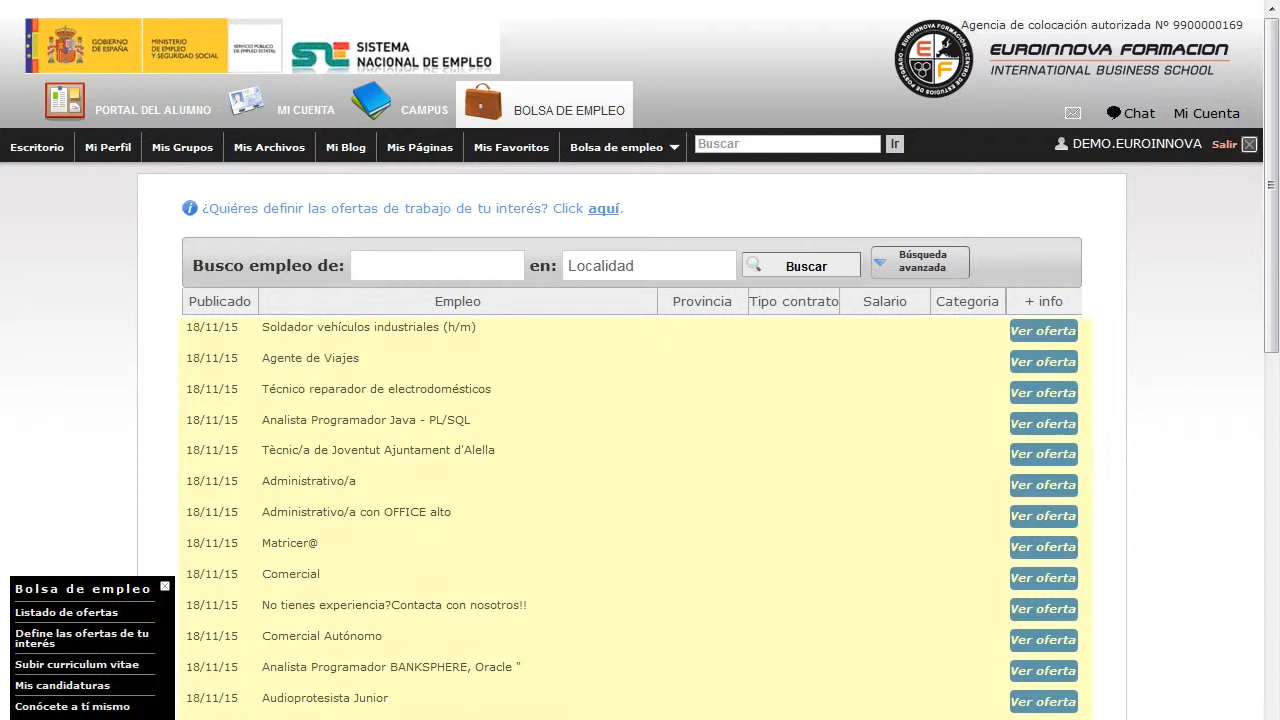 GOBIERNO DE ESPAÑA
MINISTERIO DE EMPLEO Y SEGURIDAD SOCIAL
SERVICIO PÚBLICO DE EMPLEO ESTATAL
SISTEMA NACIONAL DE EMPLEO
Agencia de colocación autorizada Nº 9900000169
EUROINNOVA FORMACION
INTERNATIONAL BUSINESS SCHOOL
PORTAL DEL ALUMNO
MI CUENTA
CAMPUS
BOLSA DE EMPLEO
Chat
Mi Cuenta
Escritorio
Mi Perfil
Mis Grupos
Mis Archivos
Mi Blog
Mis Páginas
Mis Favoritos
Bolsa de empleo
Buscar
Ir
DEMO.EUROINNOVA
Salir
¿Quiéres definir las ofertas de trabajo de tu interés? Click aquí.
Busco empleo de:
en: Localidad
Buscar
Búsqueda avanzada
Publicado Empleo Provincia Tipo contrato Salario Categoria + info
18/11/15 Soldador vehículos industriales (h/m) Ver oferta
18/11/15 Agente de Viajes Ver oferta
18/11/15 Técnico reparador de electrodomésticos Ver oferta
18/11/15 Analista Programador Java - PL/SQL Ver oferta
18/11/15 Tècnic/a de Joventut Ajuntament d'Alella Ver oferta
18/11/15 Administrativo/a Ver oferta
18/11/15 Administrativo/a con OFFICE alto Ver oferta
18/11/15 Matricer@ Ver oferta
18/11/15 Comercial Ver oferta
18/11/15 No tienes experiencia?Contacta con nosotros!! Ver oferta
18/11/15 Comercial Autónomo Ver oferta
18/11/15 Analista Programador BANKSPHERE, Oracle " Ver oferta
18/11/15 Audioprotesista Junior Ver oferta
Bolsa de empleo
Listado de ofertas
Define las ofertas de tu
interés
Subir curriculum vitae
Mis candidaturas
Conócete a tí mismo